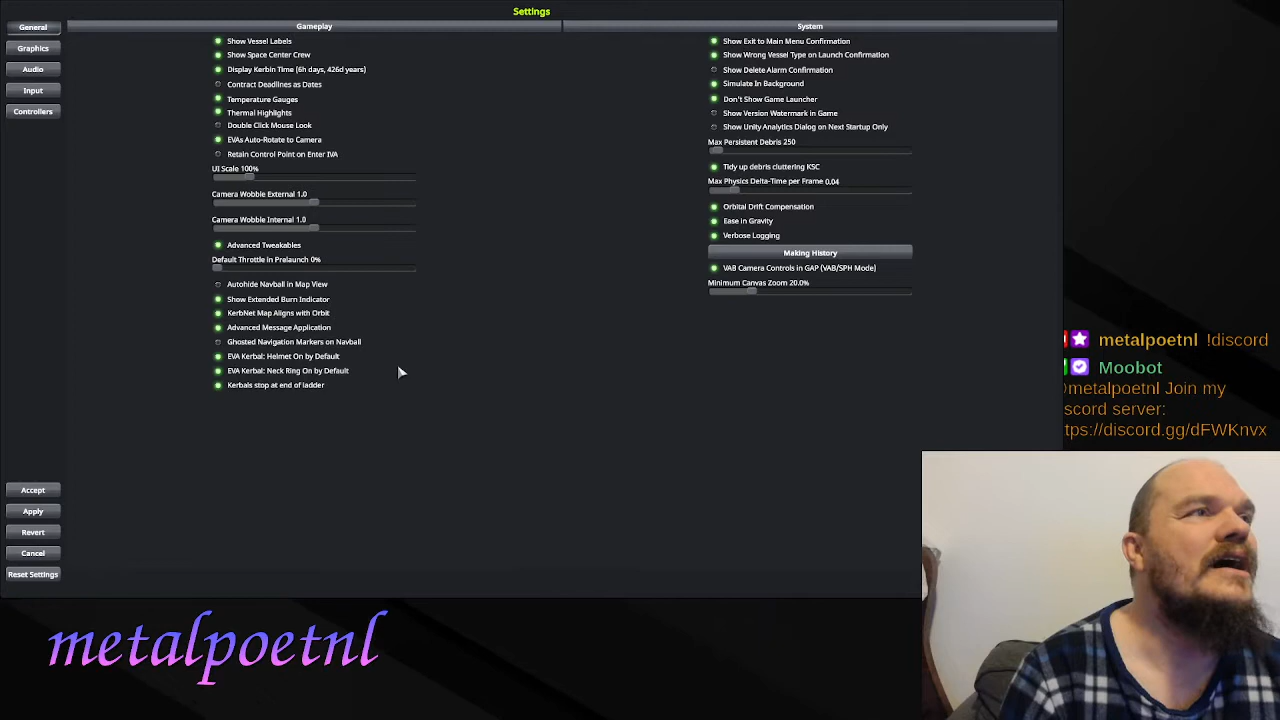 Settings
General
Graphics
Audio
Input
Controllers
Gameplay
Show Vessel Labels
Show Space Center Crew
Display Kerbin Time (6h days, 426d years)
Contract Deadlines as Dates
Temperature Gauges
Thermal Highlights
Double Click Mouse Look
EVAs Auto-Rotate to Camera
Retain Control Point on Enter IVA
UI Scale 100%
Camera Wobble External 1.0
Camera Wobble Internal 1.0
Advanced Tweakables
Default Throttle in Prelaunch 0%
Autohide Navball in Map View
Show Extended Burn Indicator
KerbNet Map Aligns with Orbit
Advanced Message Application
Ghosted Navigation Markers on Navball
EVA Kerbal: Helmet On by Default
EVA Kerbal: Neck Ring On by Default
Kerbals stop at end of ladder
System
Show Exit to Main Menu Confirmation
Show Wrong Vessel Type on Launch Confirmation
Show Delete Alarm Confirmation
Simulate In Background
Don't Show Game Launcher
Show Version Watermark in Game
Show Unity Analytics Dialog on Next Startup Only
Max Persistent Debris 250
Tidy up debris cluttering KSC
Max Physics Delta-Time per Frame 0.04
Orbital Drift Compensation
Ease in Gravity
Verbose Logging
Making History
VAB Camera Controls in GAP (VAB/SPH Mode)
Minimum Canvas Zoom 20.0%
Accept
Apply
Revert
Cancel
Reset Settings
metalpoetnl !discord
Moobot
@metalpoetnl Join my
scord server:
ttps://discord.gg/dFWKnvx
metalpoetnl